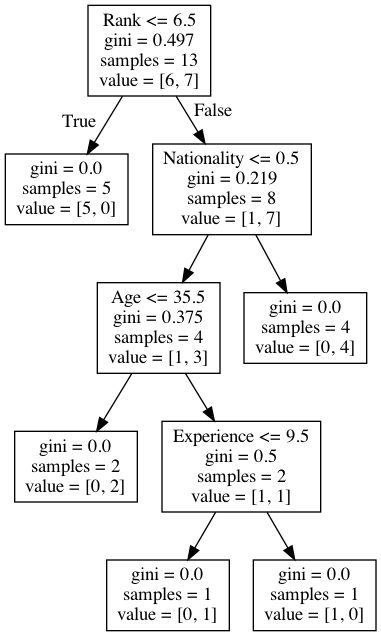 Rank <= 6.5
gini = 0.497
samples = 13
value = [6, 7]
True
False
gini = 0.0
samples = 5
value = [5, 0]
Nationality <= 0.5
gini = 0.219
samples = 8
value = [1, 7]
Age <= 35.5
gini = 0.375
samples = 4
value = [1, 3]
gini = 0.0
samples = 4
value = [0, 4]
gini = 0.0
samples = 2
value = [0, 2]
Experience <= 9.5
gini = 0.5
samples = 2
value = [1, 1]
gini = 0.0
samples = 1
value = [0, 1]
gini = 0.0
samples = 1
value = [1, 0]